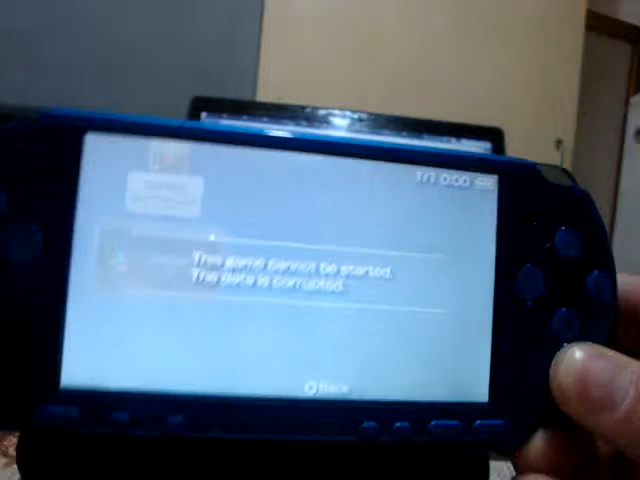 1/1 0:00
This game cannot be started.
The data is corrupted.
Back